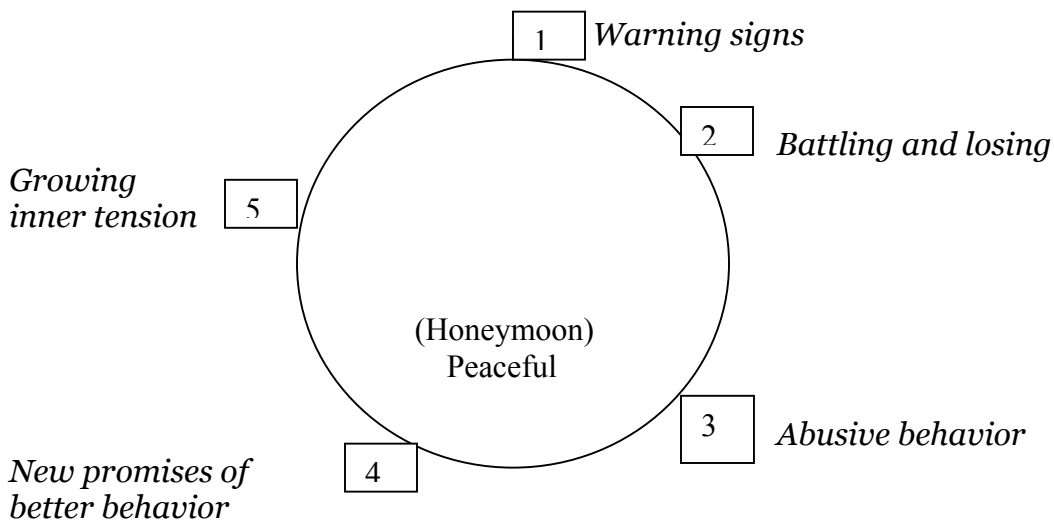 1 Warning signs
2 Battling and losing
Growing
inner tension
5
(Honeymoon)
Peaceful
3 Abusive behavior
New promises of
better behavior
4